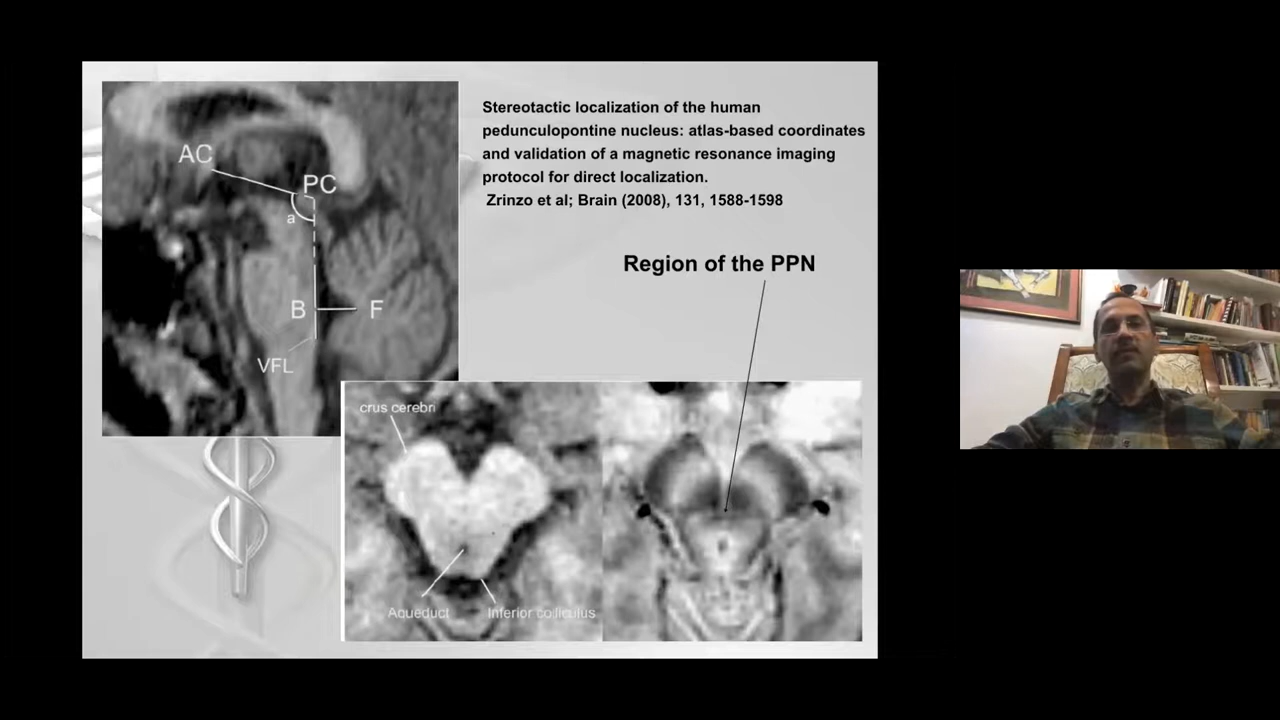 Stereotactic localization of the human
pedunculopontine nucleus: atlas-based coordinates
and validation of a magnetic resonance imaging
protocol for direct localization.
Zrinzo et al; Brain (2008), 131, 1588-1598
Region of the PPN
AC
PC
a
B
F
VFL
crus cerebri
Aqueduct
Inferior colliculus